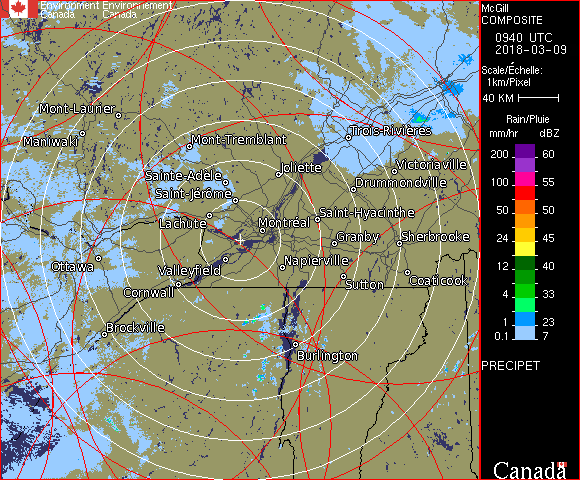 Environment Environnement
Canada Canada
McGill
COMPOSITE
0940 UTC
2018-03-09
Scale/Échelle:
1km/Pixel
40 KM
Rain/Pluie
mm/hr dBZ
200 60
100 55
50 50
24 45
12 40
4 33
1 23
0.1 7
PRECIPET
Canada
Mont-Laurier
Maniwaki
Mont-Tremblant
Trois-Rivières
Joliette
Victoriaville
Sainte-Adèle
Drummondville
Saint-Jérôme
Saint-Hyacinthe
Lachute
Montréal
Granby
Sherbrooke
Ottawa
Valleyfield
Napierville
Cornwall
Sutton
Coaticook
Brockville
Burlington